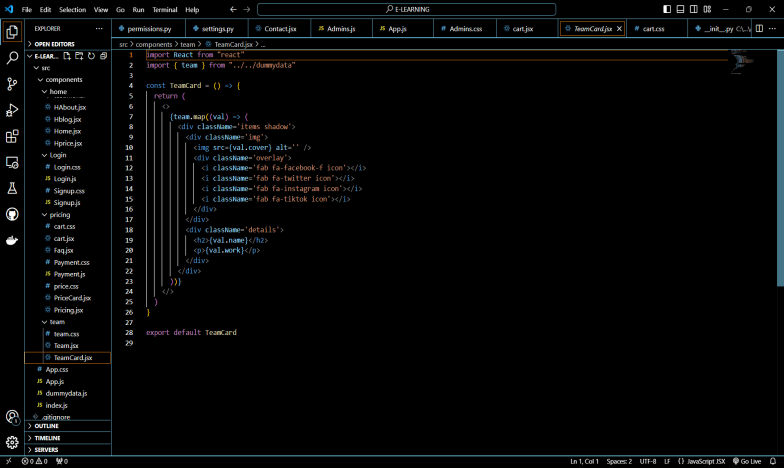 File Edit Selection View Go Run Terminal Help
E-LEARNING
EXPLORER
OPEN EDITORS
E-LEAR...
src
components
home
HAbout.jsx
Hblog.jsx
Home.jsx
Hprice.jsx
Login
Login.css
Login.js
Signup.css
Signup.js
pricing
cart.css
cart.jsx
Faq.jsx
Payment.css
Payment.js
price.css
PriceCard.jsx
Pricing.jsx
team
team.css
Team.jsx
TeamCard.jsx
App.css
App.js
dummydata.js
index.js
.gitignore
OUTLINE
TIMELINE
SERVERS
permissions.py settings.py Contact.jsx Admins.js App.js Admins.css cart.jsx TeamCard.jsx cart.css __init__.py C:\...\
src > components > team > TeamCard.jsx > ...
1 import React from "react"
2 import { team } from "../../dummydata"
3
4 const TeamCard = () => {
5 return (
6 <>
7 {team.map((val) => (
8 <div className='items shadow'>
9 <div className='img'>
10 <img src={val.cover} alt='' />
11 <div className='overlay'>
12 <i className='fab fa-facebook-f icon'></i>
13 <i className='fab fa-twitter icon'></i>
14 <i className='fab fa-instagram icon'></i>
15 <i className='fab fa-tiktok icon'></i>
16 </div>
17 </div>
18 <div className='details'>
19 <h2>{val.name}</h2>
20 <p>{val.work}</p>
21 </div>
22 </div>
23 ))}
24 </>
25 )
26 }
27
28 export default TeamCard
29
0 0 0 Ln 1, Col 1 Spaces: 2 UTF-8 LF {} JavaScript JSX Go Live